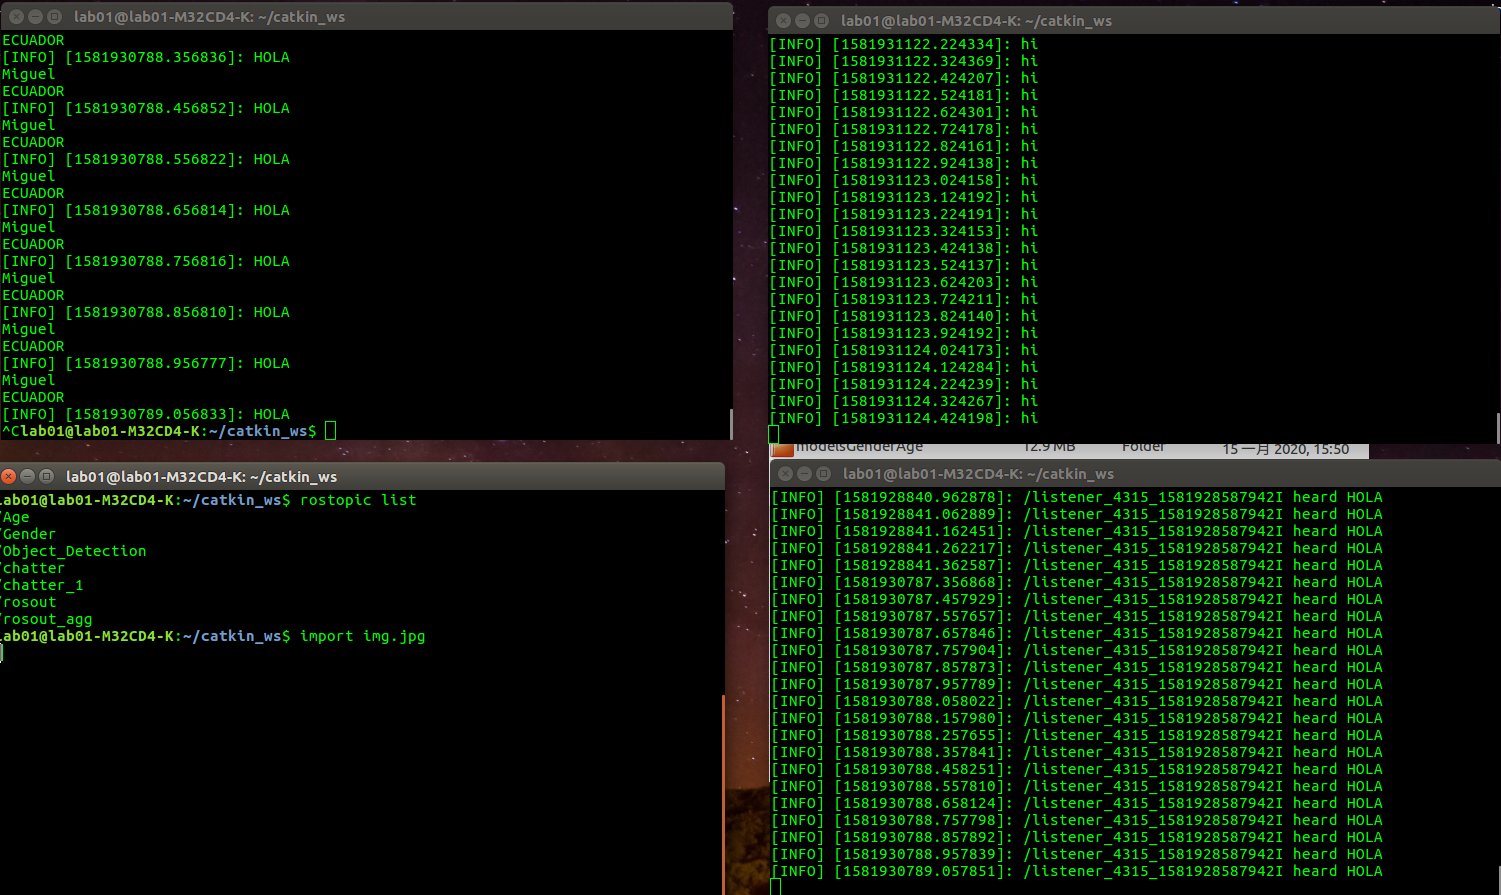 lab01@lab01-M32CD4-K: ~/catkin_ws
ECUADOR
[INFO] [1581930788.356836]: HOLA
Miguel
ECUADOR
[INFO] [1581930788.456852]: HOLA
Miguel
ECUADOR
[INFO] [1581930788.556822]: HOLA
Miguel
ECUADOR
[INFO] [1581930788.656814]: HOLA
Miguel
ECUADOR
[INFO] [1581930788.756816]: HOLA
Miguel
ECUADOR
[INFO] [1581930788.856810]: HOLA
Miguel
ECUADOR
[INFO] [1581930788.956777]: HOLA
Miguel
ECUADOR
[INFO] [1581930789.056833]: HOLA
^Clab01@lab01-M32CD4-K:~/catkin_ws$
lab01@lab01-M32CD4-K: ~/catkin_ws
[INFO] [1581931122.224334]: hi
[INFO] [1581931122.324369]: hi
[INFO] [1581931122.424207]: hi
[INFO] [1581931122.524181]: hi
[INFO] [1581931122.624301]: hi
[INFO] [1581931122.724178]: hi
[INFO] [1581931122.824161]: hi
[INFO] [1581931122.924138]: hi
[INFO] [1581931123.024158]: hi
[INFO] [1581931123.124192]: hi
[INFO] [1581931123.224191]: hi
[INFO] [1581931123.324153]: hi
[INFO] [1581931123.424138]: hi
[INFO] [1581931123.524137]: hi
[INFO] [1581931123.624203]: hi
[INFO] [1581931123.724211]: hi
[INFO] [1581931123.824140]: hi
[INFO] [1581931123.924192]: hi
[INFO] [1581931124.024173]: hi
[INFO] [1581931124.124284]: hi
[INFO] [1581931124.224239]: hi
[INFO] [1581931124.324267]: hi
[INFO] [1581931124.424198]: hi
modelsGenderAge 12.9 MB Folder 15 一月 2020, 15:50
lab01@lab01-M32CD4-K: ~/catkin_ws
lab01@lab01-M32CD4-K:~/catkin_ws$ rostopic list
/Age
/Gender
/Object_Detection
/chatter
/chatter_1
/rosout
/rosout_agg
lab01@lab01-M32CD4-K:~/catkin_ws$ import img.jpg
lab01@lab01-M32CD4-K: ~/catkin_ws
[INFO] [1581928840.962878]: /listener_4315_1581928587942I heard HOLA
[INFO] [1581928841.062889]: /listener_4315_1581928587942I heard HOLA
[INFO] [1581928841.162451]: /listener_4315_1581928587942I heard HOLA
[INFO] [1581928841.262217]: /listener_4315_1581928587942I heard HOLA
[INFO] [1581928841.362587]: /listener_4315_1581928587942I heard HOLA
[INFO] [1581930787.356868]: /listener_4315_1581928587942I heard HOLA
[INFO] [1581930787.457929]: /listener_4315_1581928587942I heard HOLA
[INFO] [1581930787.557657]: /listener_4315_1581928587942I heard HOLA
[INFO] [1581930787.657846]: /listener_4315_1581928587942I heard HOLA
[INFO] [1581930787.757904]: /listener_4315_1581928587942I heard HOLA
[INFO] [1581930787.857873]: /listener_4315_1581928587942I heard HOLA
[INFO] [1581930787.957789]: /listener_4315_1581928587942I heard HOLA
[INFO] [1581930788.058022]: /listener_4315_1581928587942I heard HOLA
[INFO] [1581930788.157980]: /listener_4315_1581928587942I heard HOLA
[INFO] [1581930788.257655]: /listener_4315_1581928587942I heard HOLA
[INFO] [1581930788.357841]: /listener_4315_1581928587942I heard HOLA
[INFO] [1581930788.458251]: /listener_4315_1581928587942I heard HOLA
[INFO] [1581930788.557810]: /listener_4315_1581928587942I heard HOLA
[INFO] [1581930788.658124]: /listener_4315_1581928587942I heard HOLA
[INFO] [1581930788.757798]: /listener_4315_1581928587942I heard HOLA
[INFO] [1581930788.857892]: /listener_4315_1581928587942I heard HOLA
[INFO] [1581930788.957839]: /listener_4315_1581928587942I heard HOLA
[INFO] [1581930789.057851]: /listener_4315_1581928587942I heard HOLA